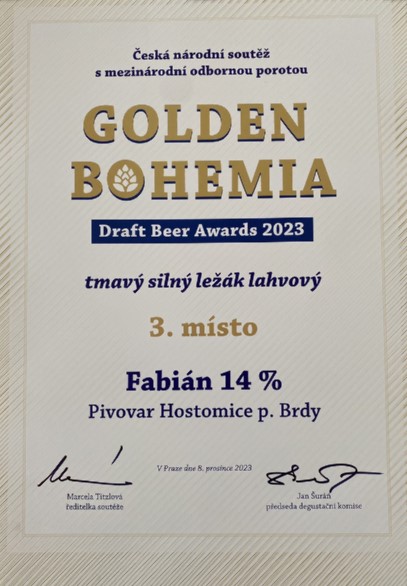 Česká národní soutěž
s mezinárodní odbornou porotou
GOLDEN
BOHEMIA
Draft Beer Awards 2023
tmavý silný ležák lahvový
3. místo
Fabián 14 %
Pivovar Hostomice p. Brdy
V Praze dne 8. prosince 2023
Marcela Titzlová
ředitelka soutěže
Jan Šuráň
předseda degustační komise